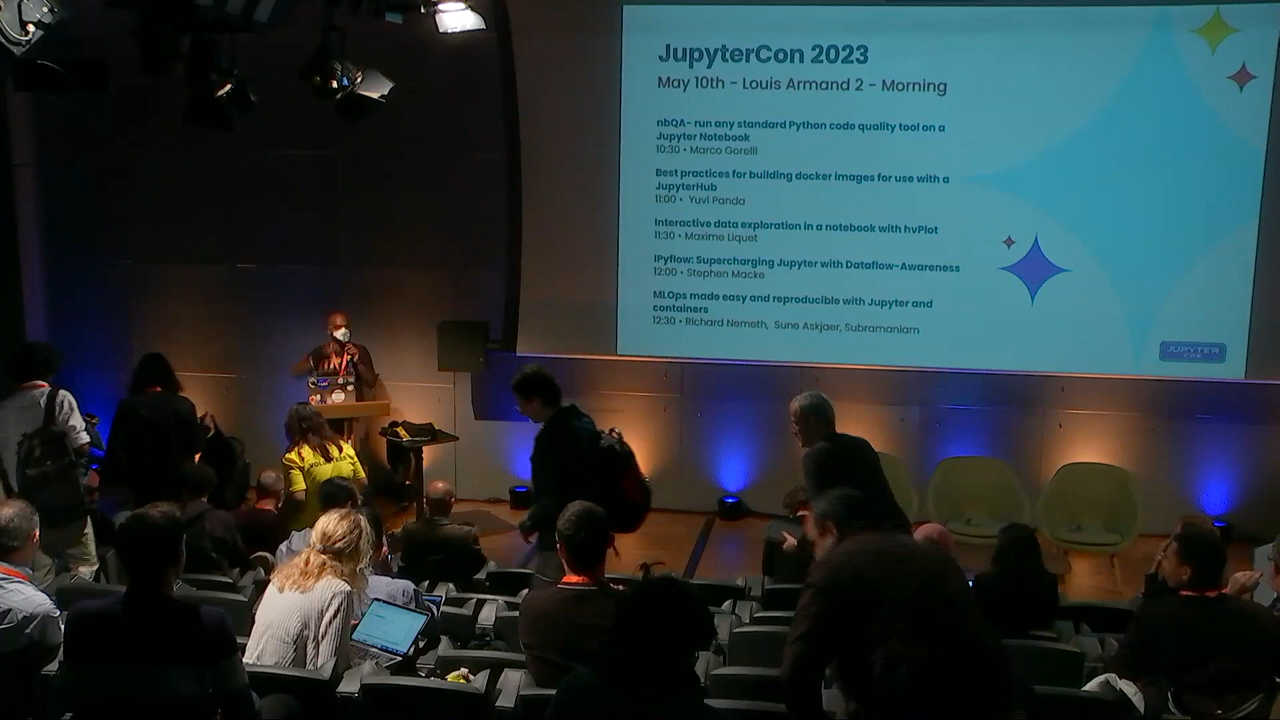 JupyterCon 2023
May 10th - Louis Armand 2 - Morning
nbQA- run any standard Python code quality tool on a
Jupyter Notebook
10:30 • Marco Gorelli
Best practices for building docker images for use with a
JupyterHub
11:00 • Yuvi Panda
Interactive data exploration in a notebook with hvPlot
11:30 • Maxime Liquet
IPyflow: Supercharging Jupyter with Dataflow-Awareness
12:00 • Stephen Macke
MLOps made easy and reproducible with Jupyter and
containers
12:30 • Richard Nemeth, Sune Askjaer, Subramaniam
JUPYTER
CON
VOLUNTEER